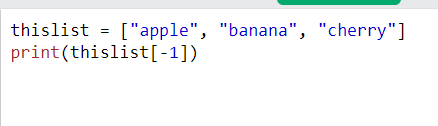 thislist = ["apple", "banana", "cherry"]
print(thislist[-1])